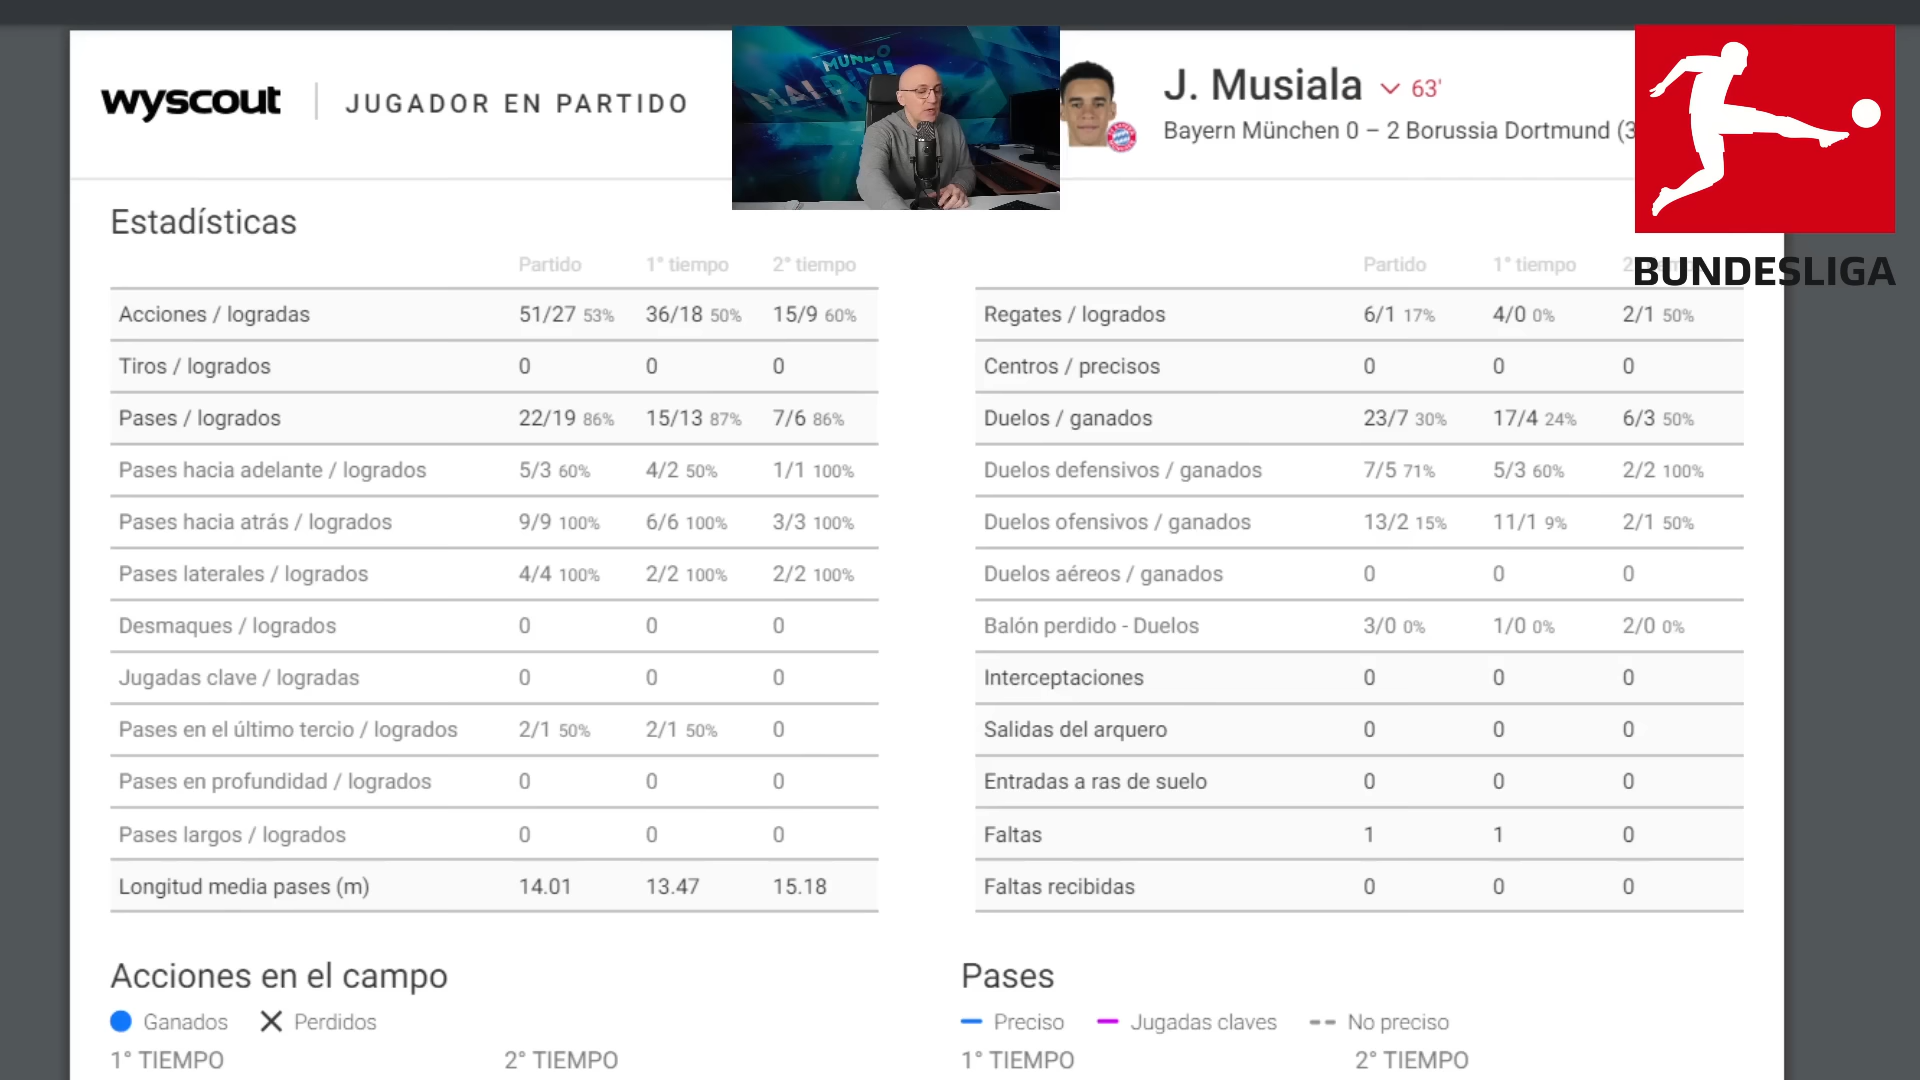 wyscout
JUGADOR EN PARTIDO
MUNDO
J. Musiala 63'
Bayern München 0 – 2 Borussia Dortmund (3
BUNDESLIGA
Estadísticas
Partido 1° tiempo 2° tiempo
Acciones / logradas 51/27 53% 36/18 50% 15/9 60%
Tiros / logrados 0 0 0
Pases / logrados 22/19 86% 15/13 87% 7/6 86%
Pases hacia adelante / logrados 5/3 60% 4/2 50% 1/1 100%
Pases hacia atrás / logrados 9/9 100% 6/6 100% 3/3 100%
Pases laterales / logrados 4/4 100% 2/2 100% 2/2 100%
Desmaques / logrados 0 0 0
Jugadas clave / logradas 0 0 0
Pases en el último tercio / logrados 2/1 50% 2/1 50% 0
Pases en profundidad / logrados 0 0 0
Pases largos / logrados 0 0 0
Longitud media pases (m) 14.01 13.47 15.18
Partido 1° tiempo
Regates / logrados 6/1 17% 4/0 0% 2/1 50%
Centros / precisos 0 0 0
Duelos / ganados 23/7 30% 17/4 24% 6/3 50%
Duelos defensivos / ganados 7/5 71% 5/3 60% 2/2 100%
Duelos ofensivos / ganados 13/2 15% 11/1 9% 2/1 50%
Duelos aéreos / ganados 0 0 0
Balón perdido - Duelos 3/0 0% 1/0 0% 2/0 0%
Interceptaciones 0 0 0
Salidas del arquero 0 0 0
Entradas a ras de suelo 0 0 0
Faltas 1 1 0
Faltas recibidas 0 0 0
Acciones en el campo
Ganados Perdidos
1° TIEMPO 2° TIEMPO
Pases
Preciso Jugadas claves No preciso
1° TIEMPO 2° TIEMPO